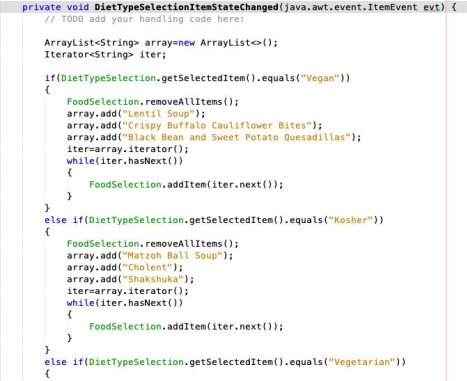 private void DietTypeSelectionItemStateChanged(java.awt.event.ItemEvent evt) {
// TODO add your handling code here:
ArrayList<String> array=new ArrayList<>();
Iterator<String> iter;
if(DietTypeSelection.getSelectedItem().equals("Vegan"))
{
FoodSelection.removeAllItems();
array.add("Lentil Soup");
array.add("Crispy Buffalo Cauliflower Bites");
array.add("Black Bean and Sweet Potato Quesadillas");
iter=array.iterator();
while(iter.hasNext())
{
FoodSelection.addItem(iter.next());
}
}
else if(DietTypeSelection.getSelectedItem().equals("Kosher"))
{
FoodSelection.removeAllItems();
array.add("Matzoh Ball Soup");
array.add("Cholent");
array.add("Shakshuka");
iter=array.iterator();
while(iter.hasNext())
{
FoodSelection.addItem(iter.next());
}
}
else if(DietTypeSelection.getSelectedItem().equals("Vegetarian"))
{